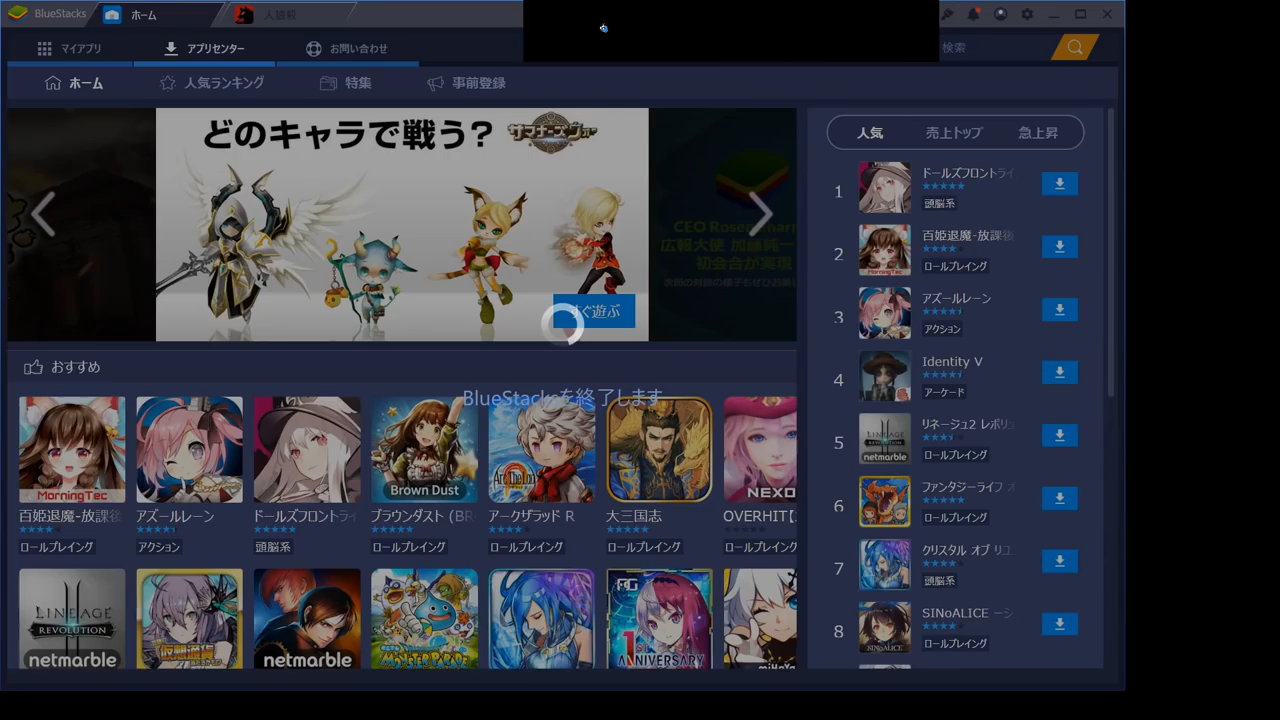 BlueStacks
ホーム
人狼殺
マイアプリ
アプリセンター
お問い合わせ
検索
ホーム
人気ランキング
特集
事前登録
どのキャラで戦う?
サマナーズウォー
すぐ遊ぶ
広報大使 加藤純一
初会合が実現
人気
売上トップ
急上昇
1
ドールズフロントライ
頭脳系
2
百姫退魔-放課後
MorningTec
ロールプレイング
3
アズールレーン
アクション
4
Identity V
アーケード
5
リネージュ2 レボリュ
LINEAGE
REVOLUTION
netmarble
ロールプレイング
6
ファンタジーライフ オ
ロールプレイング
7
クリスタル オブ リユ
頭脳系
8
SINoALICE ーシ
SINoALICE
ロールプレイング
おすすめ
BlueStacksを終了します
MorningTec
Brown Dust
Arc The Lad
NEXO
百姫退魔-放課後
アズールレーン
ドールズフロントライ
ブラウンダスト (BR
アークザラッド R
大三国志
OVERHIT【
ロールプレイング
アクション
頭脳系
ロールプレイング
ロールプレイング
ロールプレイング
ロールプレイング
LINEAGE
REVOLUTION
netmarble
仮想通貨
netmarble
MONSTER PARADE
FG
1st
ANNIVERSARY
miHoYo